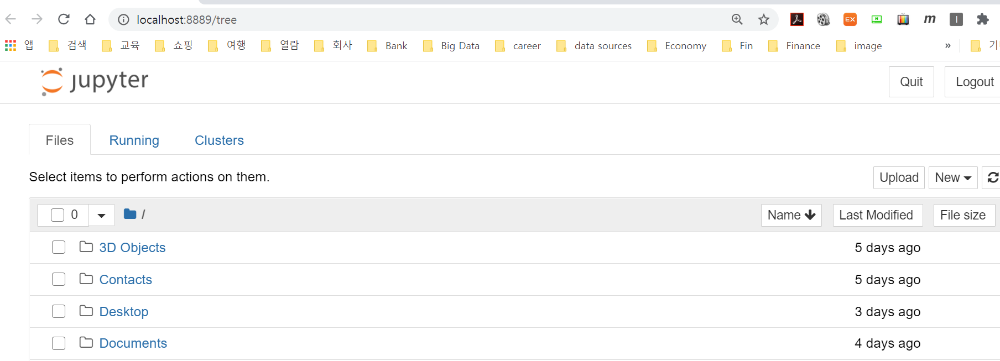 localhost:8889/tree
EX N m I
앱 검색 교육 쇼핑 여행 열람 회사 Bank Big Data career data sources Economy Fin Finance image »
jupyter Quit Logout
Files Running Clusters
Select items to perform actions on them. Upload New
0 / Name Last Modified File size
3D Objects 5 days ago
Contacts 5 days ago
Desktop 3 days ago
Documents 4 days ago